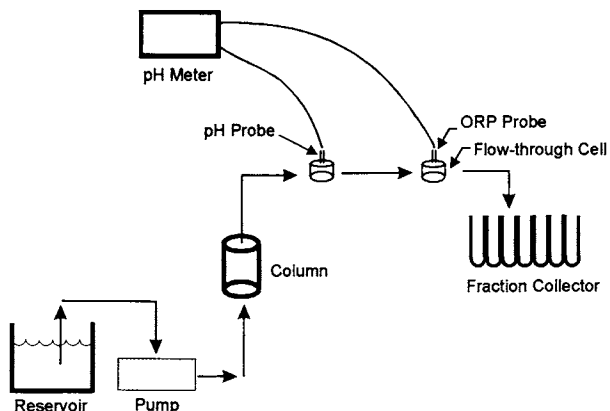 pH Meter
pH Probe
ORP Probe
Flow-through Cell
Column
Fraction Collector
Reservoir
Pump